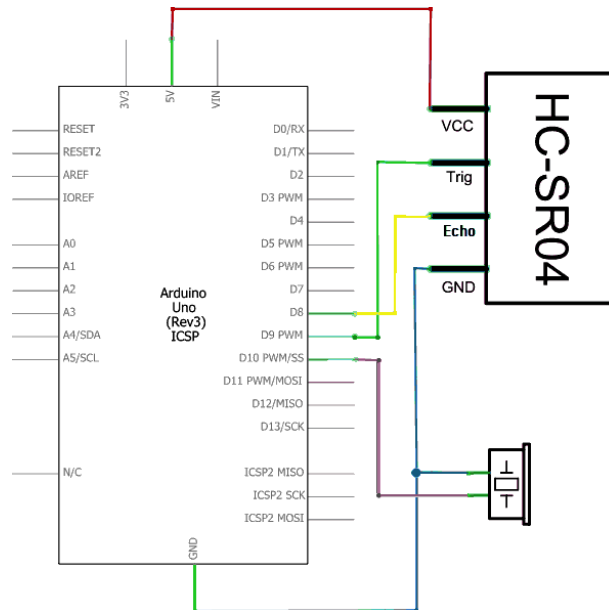 3V3
5V
VIN
RESET
RESET2
AREF
IOREF
A0
A1
A2
A3
A4/SDA
A5/SCL
N/C
Arduino
Uno
(Rev3)
ICSP
D0/RX
D1/TX
D2
D3 PWM
D4
D5 PWM
D6 PWM
D7
D8
D9 PWM
D10 PWM/SS
D11 PWM/MOSI
D12/MISO
D13/SCK
ICSP2 MISO
ICSP2 SCK
ICSP2 MOSI
GND
VCC
Trig
Echo
GND
HC-SR04